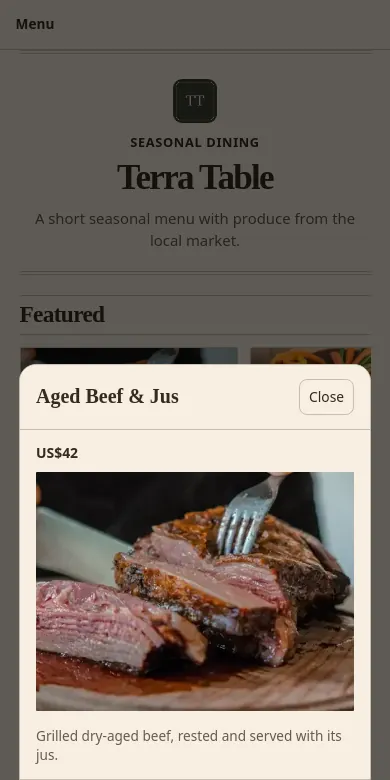 Menu
TT
SEASONAL DINING
Terra Table
A short seasonal menu with produce from the
local market.
Featured
Aged Beef & Jus
Close
US$42
Grilled dry-aged beef, rested and served with its
jus.